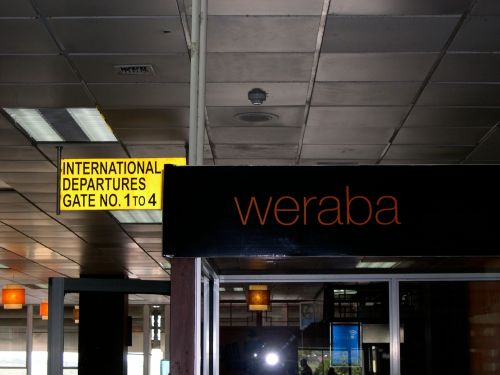 INTERNATIONAL
DEPARTURES
GATE NO. 1 TO 4
weraba